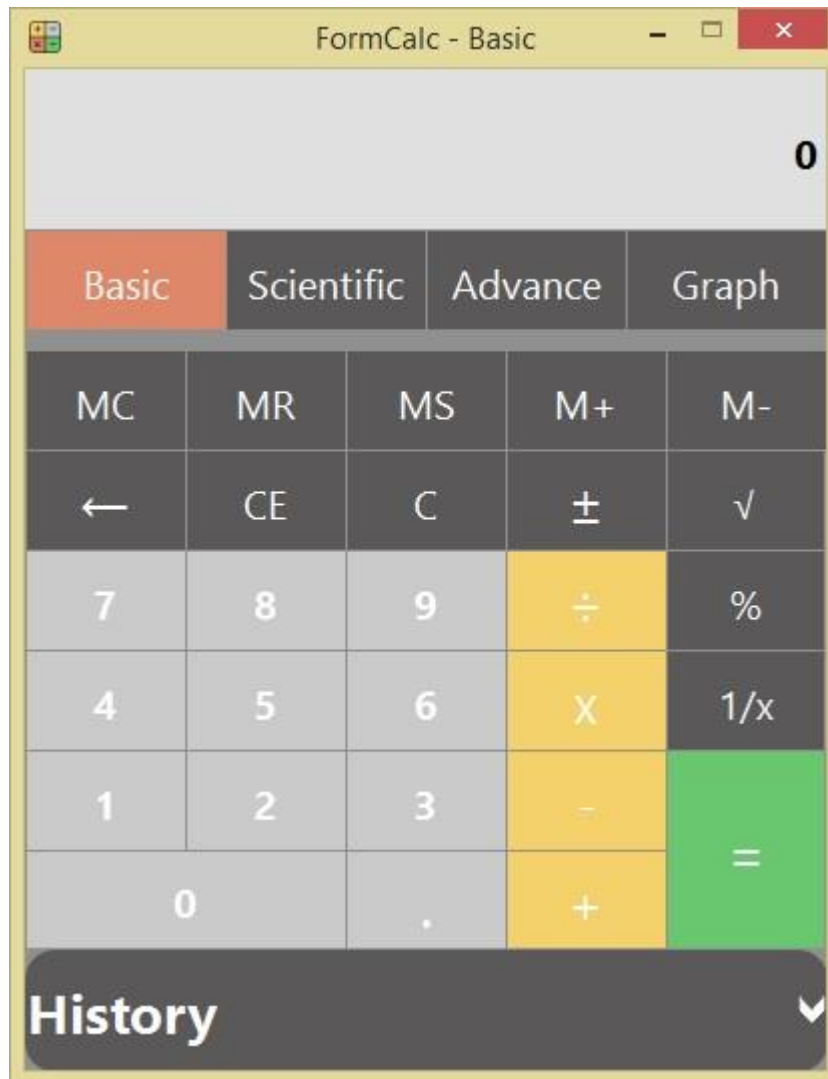 FormCalc - Basic
0
Basic Scientific Advance Graph
MC MR MS M+ M-
← CE C ± √
7 8 9 ÷ %
4 5 6 X 1/x
1 2 3 -
=
0 . +
History